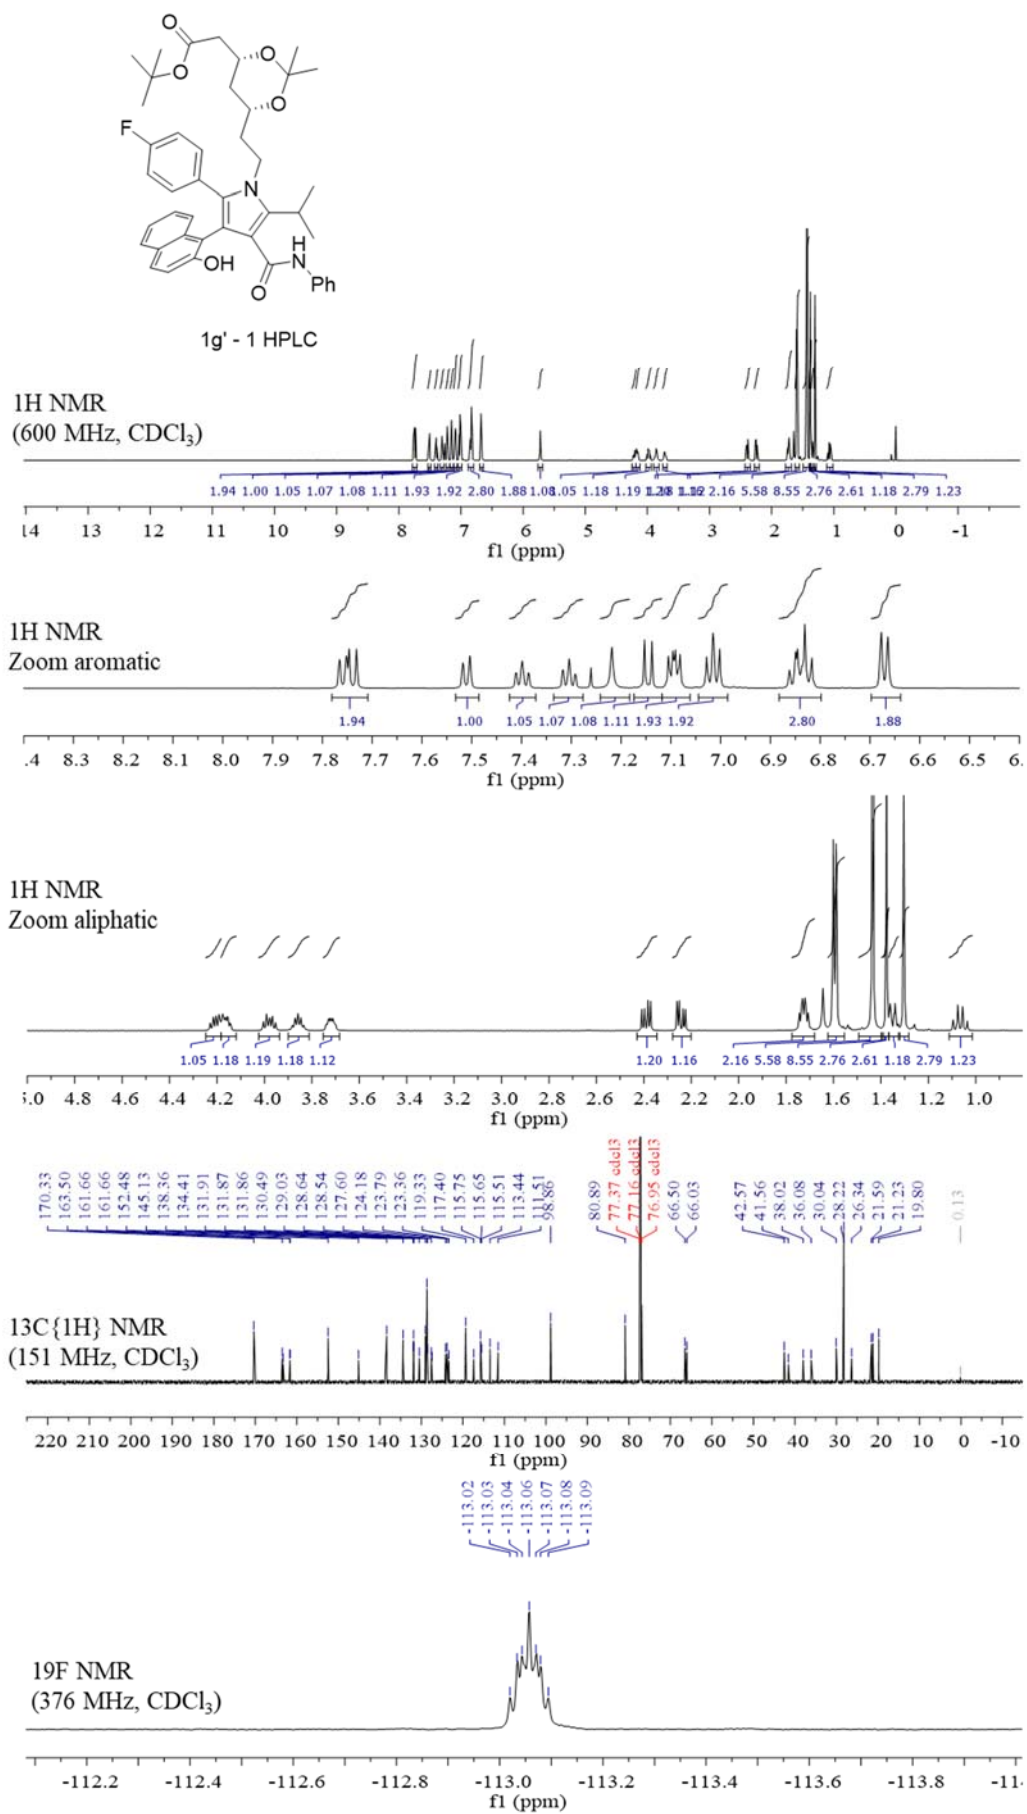 O
O
O
O
F
N
H
N
OH
O
Ph
1g' - 1 HPLC
1H NMR
(600 MHz, CDCl3)
1.94 1.00 1.05 1.07 1.08 1.11 1.93 1.92 2.80 1.88 1.08 1.05 1.18 1.19 1.16 2.16 5.58 8.55 2.76 2.61 1.18 2.79 1.23
14 13 12 11 10 9 8 7 6 5 4 3 2 1 0 -1
f1 (ppm)
1H NMR
Zoom aromatic
1.94 1.00 1.05 1.07 1.08 1.11 1.93 1.92 2.80 1.88
.4 8.3 8.2 8.1 8.0 7.9 7.8 7.7 7.6 7.5 7.4 7.3 7.2 7.1 7.0 6.9 6.8 6.7 6.6 6.5 6.
f1 (ppm)
1H NMR
Zoom aliphatic
1.05 1.18 1.19 1.18 1.12 1.20 1.16 2.16 5.58 8.55 2.76 2.61 1.18 2.79 1.23
5.0 4.8 4.6 4.4 4.2 4.0 3.8 3.6 3.4 3.2 3.0 2.8 2.6 2.4 2.2 2.0 1.8 1.6 1.4 1.2 1.0
f1 (ppm)
170.33
163.50
161.66
161.66
152.48
145.13
138.36
134.41
131.91
131.87
131.86
130.49
129.03
128.64
128.54
127.60
124.18
123.79
123.36
119.33
117.40
115.75
115.65
115.51
113.44
111.51
98.86
80.89
77.37 cdcl3
77.16 cdcl3
76.95 cdcl3
66.50
66.03
42.57
41.56
38.02
36.08
30.04
28.22
26.34
21.59
21.23
19.80
0.13
13C{1H} NMR
(151 MHz, CDCl3)
220 210 200 190 180 170 160 150 140 130 120 110 100 90 80 70 60 50 40 30 20 10 0 -10
f1 (ppm)
-113.02
-113.03
-113.04
-113.06
-113.07
-113.08
-113.09
19F NMR
(376 MHz, CDCl3)
-112.2 -112.4 -112.6 -112.8 -113.0 -113.2 -113.4 -113.6 -113.8 -11
f1 (ppm)